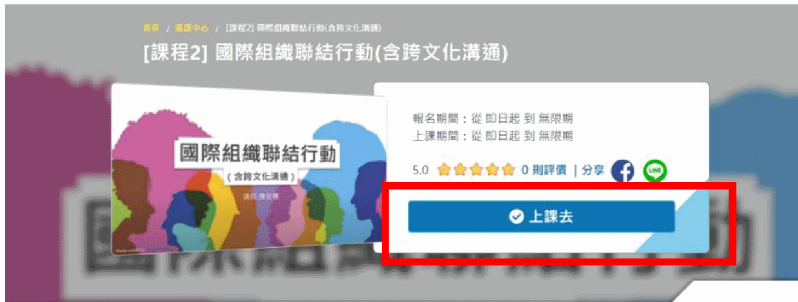 首頁 / 選課中心 / [課程2] 國際組織聯結行動(含跨文化溝通)
[課程2] 國際組織聯結行動(含跨文化溝通)
國際組織聯結行動
(含跨文化溝通)
報名期間：從 即日起 到 無限期
上課期間：從 即日起 到 無限期
5.0 0 則評價 | 分享 f LINE
上課去
國際組織聯結行動